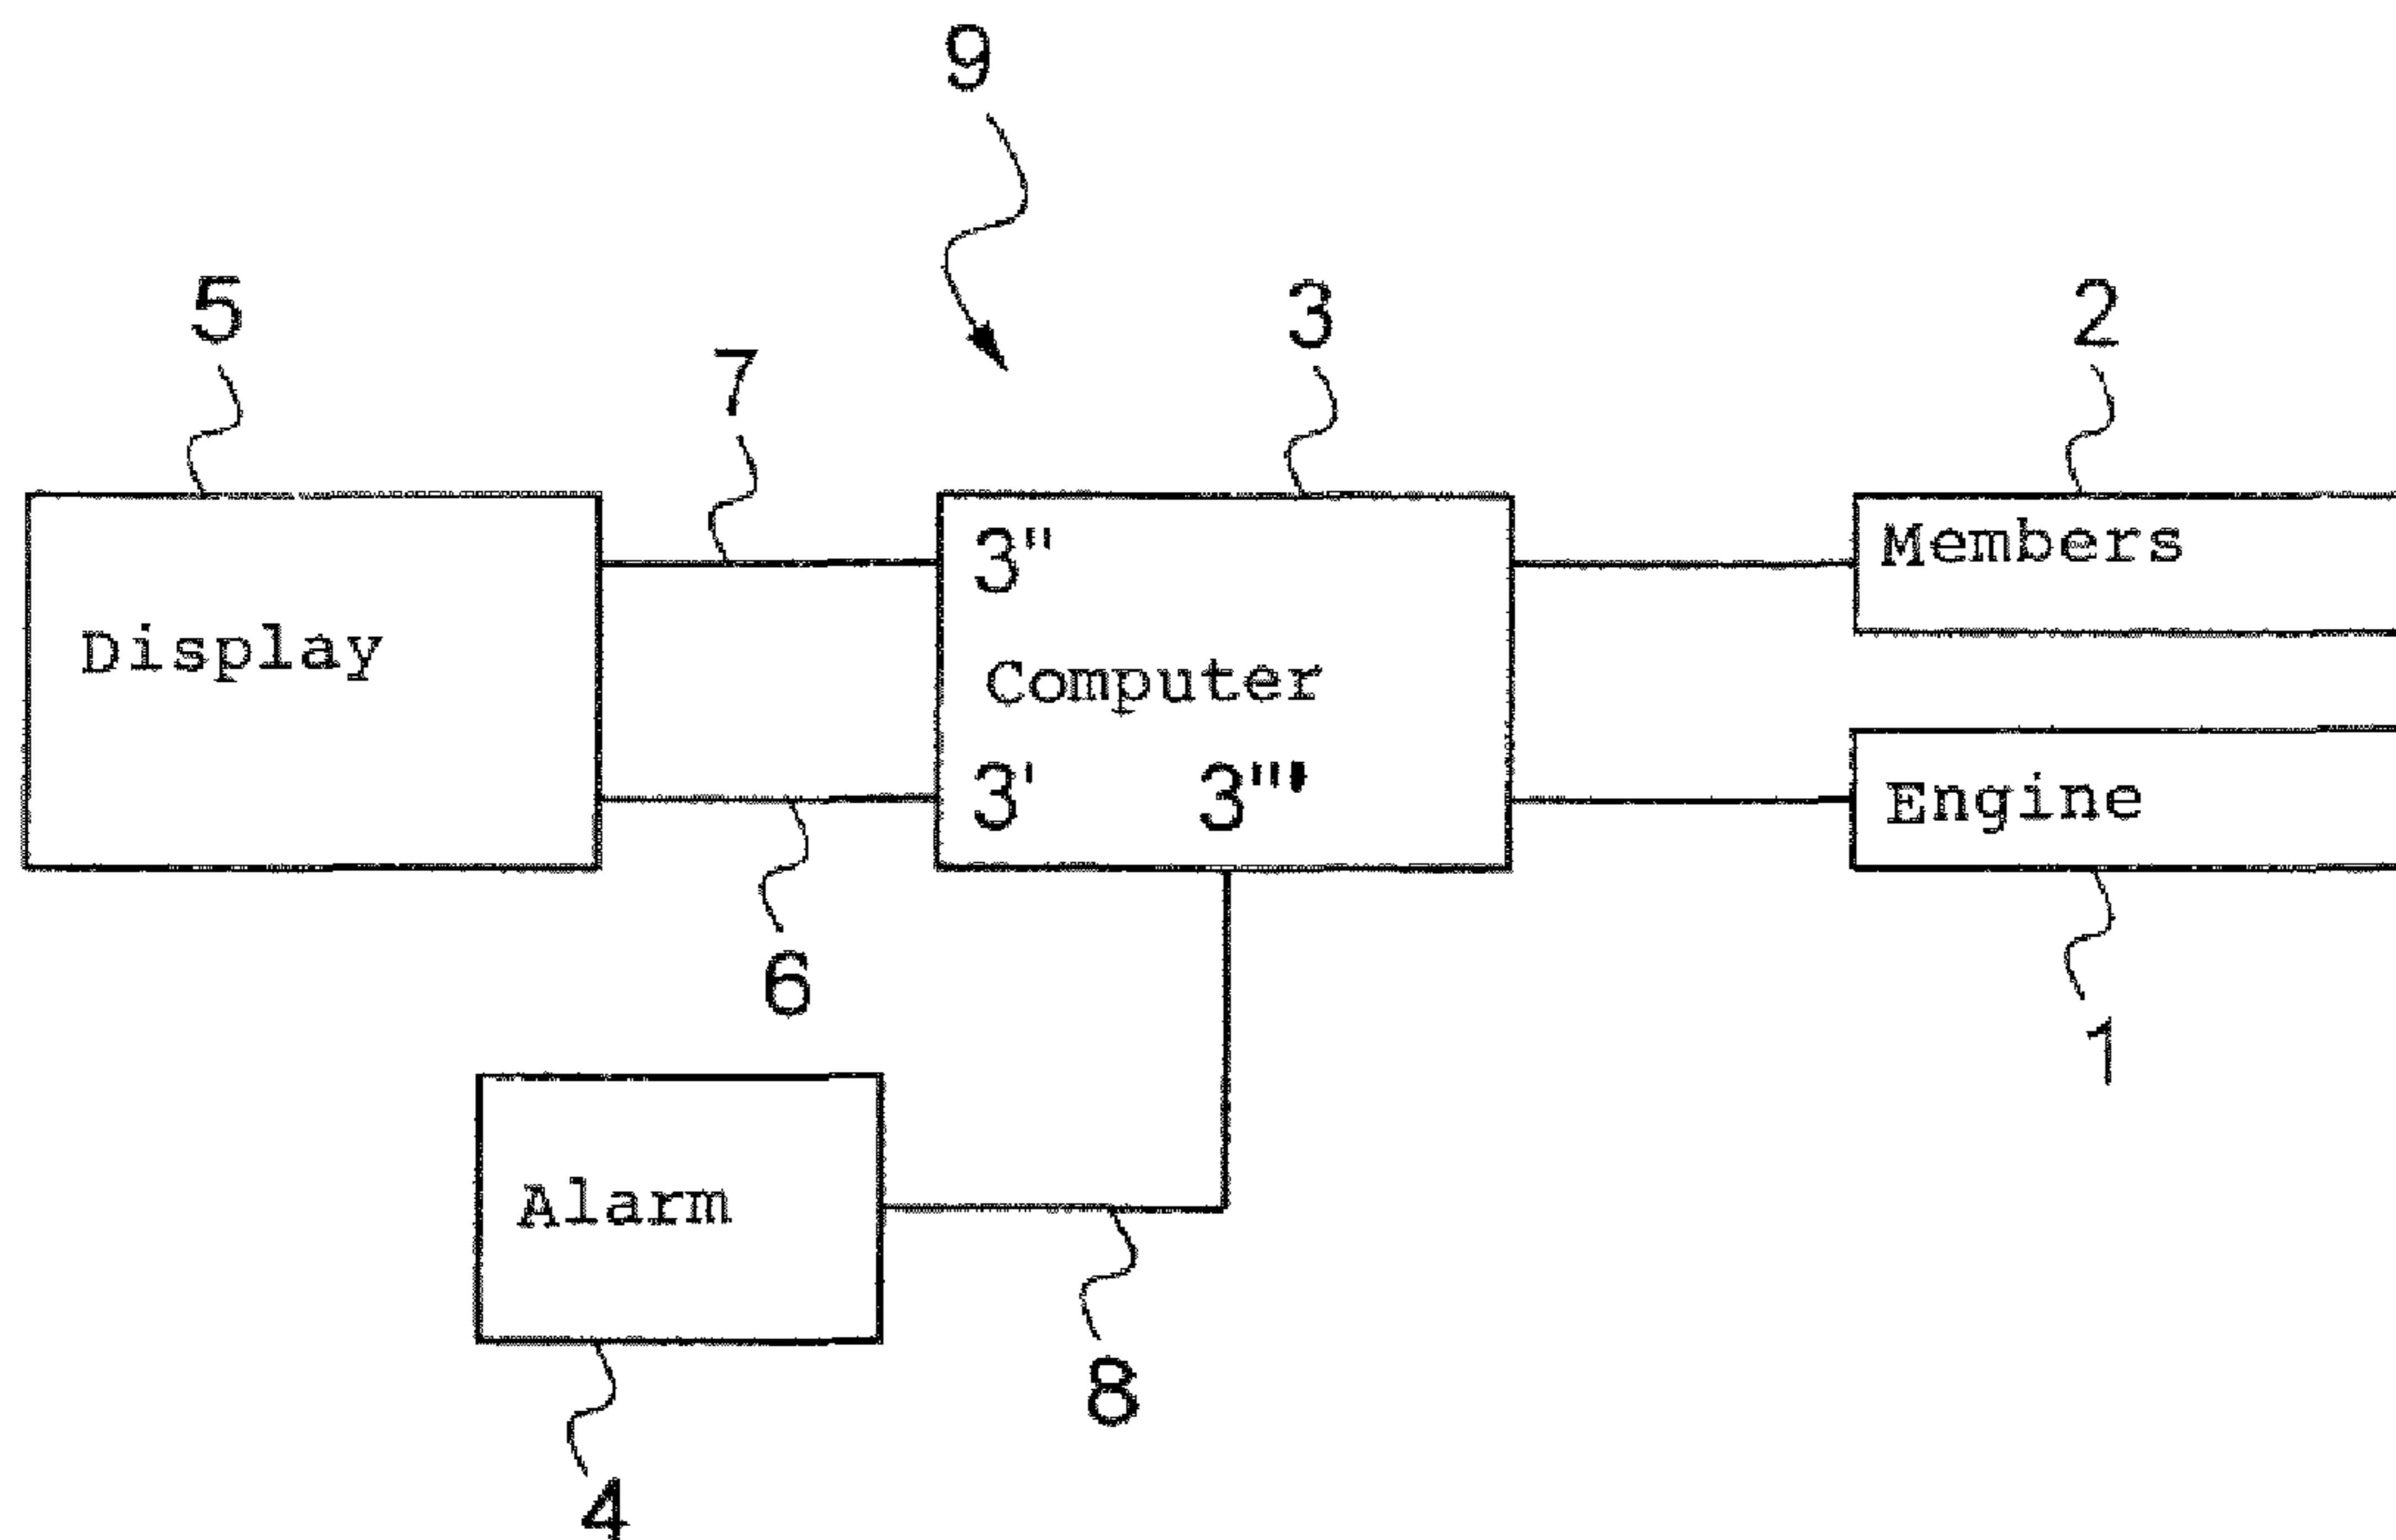 9
5
7
3
2
3"
Members
Display
Computer
3' 3"'
Engine
6
1
Alarm
8
4